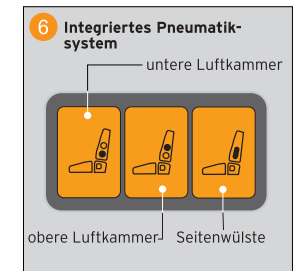 6 Integriertes Pneumatik-
system
untere Luftkammer
obere Luftkammer
Seitenwülste